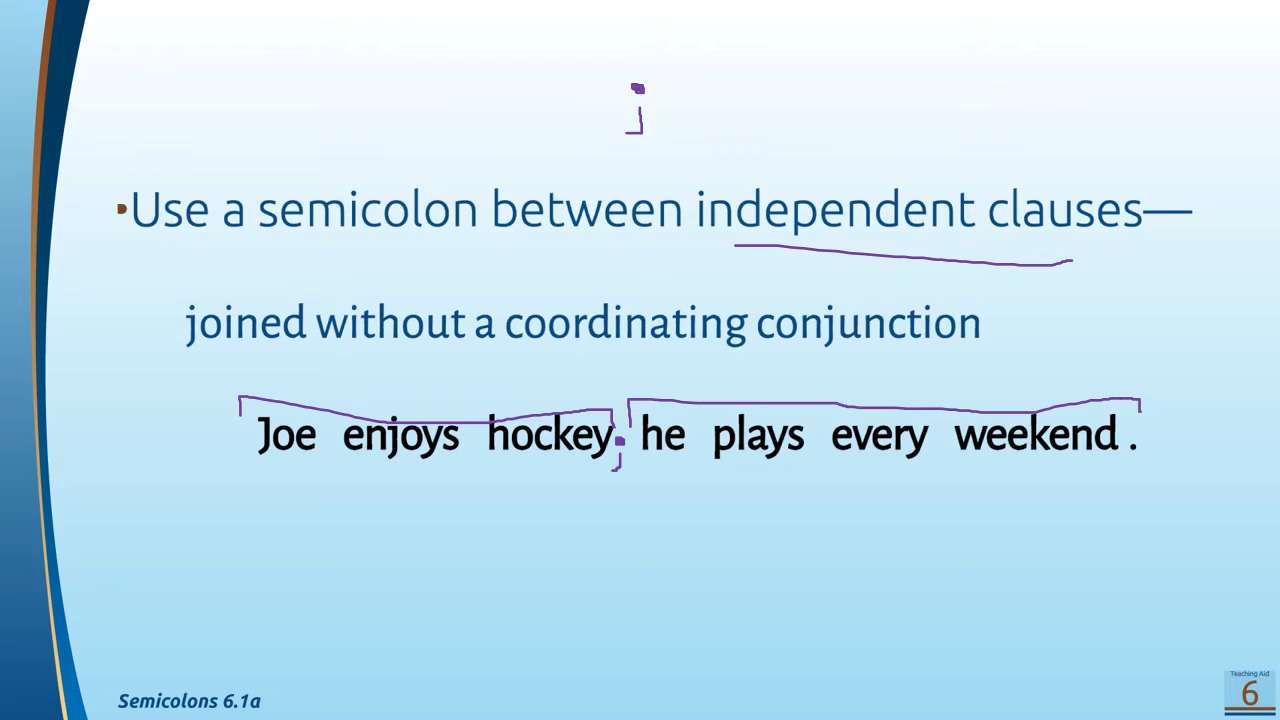 ;
•Use a semicolon between independent clauses—
joined without a coordinating conjunction
Joe enjoys hockey; he plays every weekend .
Semicolons 6.1a
Teaching Aid
6